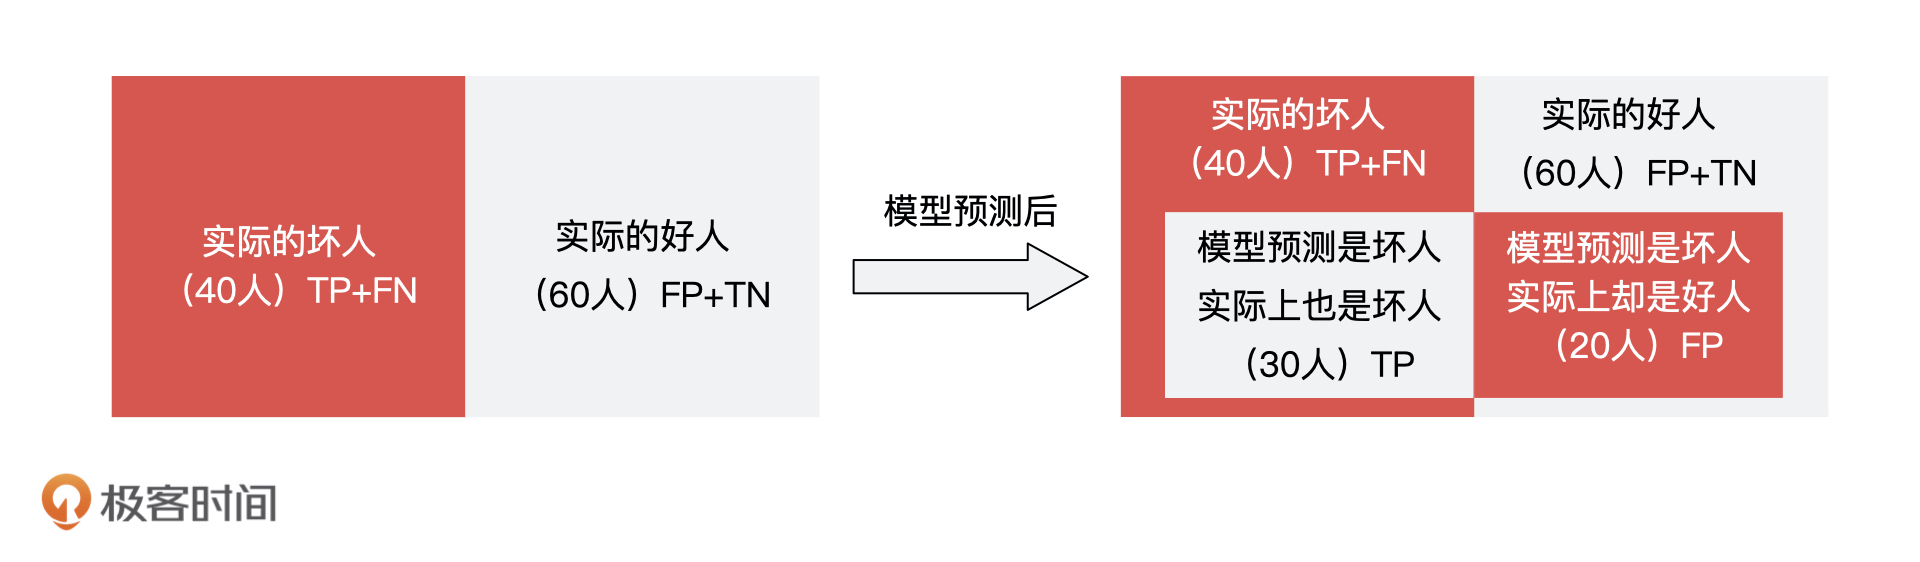 实际的坏人
（40人）TP+FN
实际的好人
（60人）FP+TN
模型预测后
实际的坏人
（40人）TP+FN
实际的好人
（60人）FP+TN
模型预测是坏人
实际上也是坏人
（30人）TP
模型预测是坏人
实际上却是好人
（20人）FP
极客时间